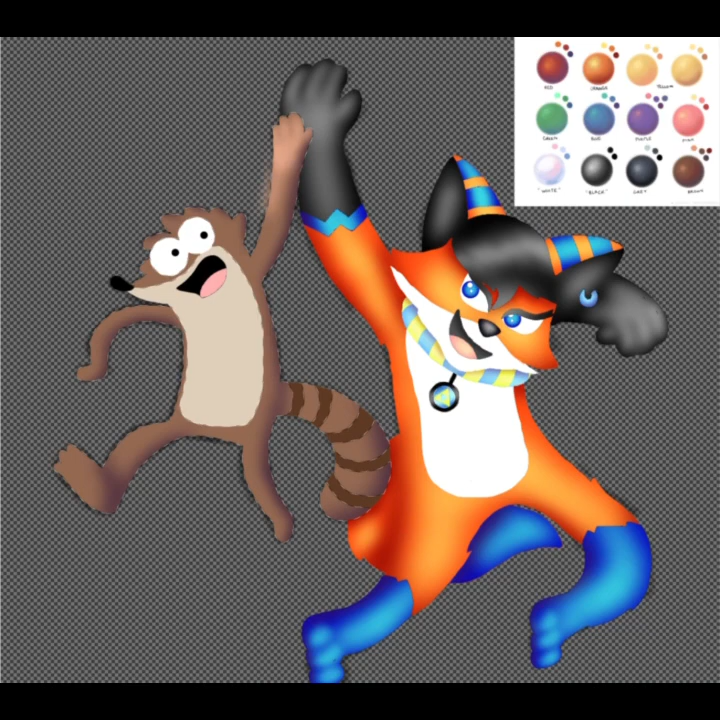 RED ORANGE YELLOW
GREEN BLUE PURPLE PINK
"WHITE" "BLACK" GREY BROWN